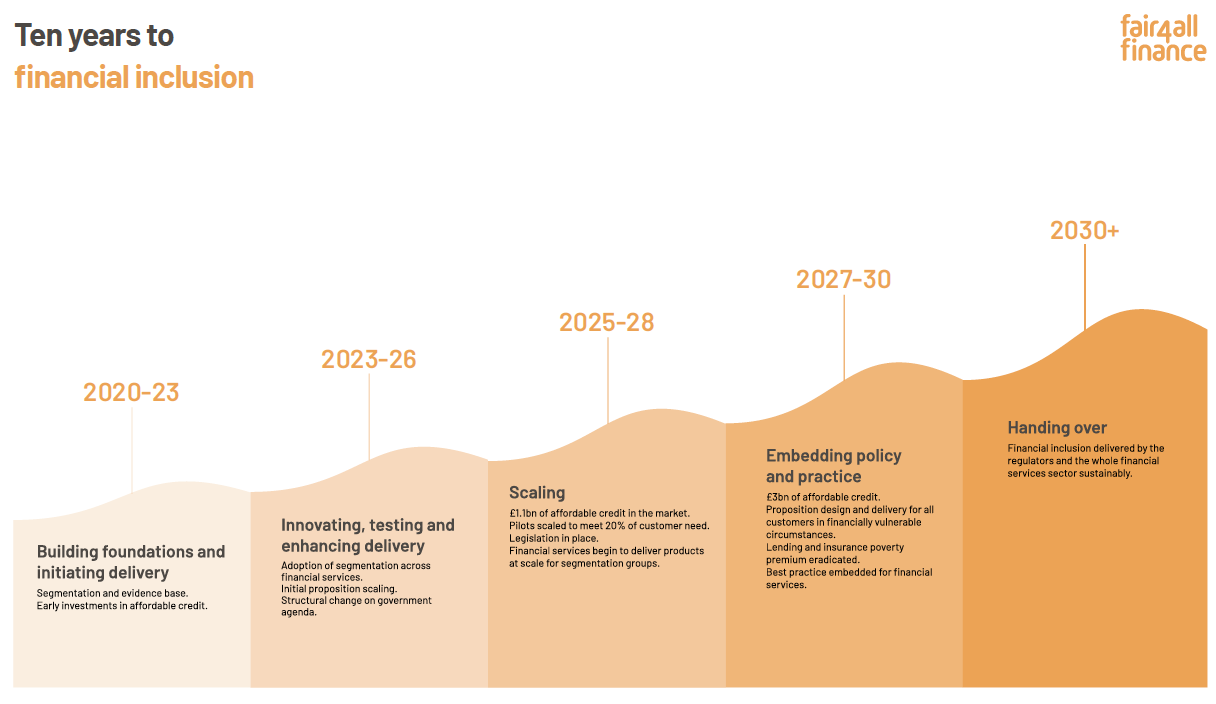 Ten years to
financial inclusion
fair4all
finance
2020-23
Building foundations and
initiating delivery
Segmentation and evidence base.
Early investments in affordable credit.
2023-26
Innovating, testing and
enhancing delivery
Adoption of segmentation across
financial services.
Initial proposition scaling.
Structural change on government
agenda.
2025-28
Scaling
£1.1bn of affordable credit in the market.
Pilots scaled to meet 20% of customer need.
Legislation in place.
Financial services begin to deliver products
at scale for segmentation groups.
2027-30
Embedding policy
and practice
£3bn of affordable credit.
Proposition design and delivery for all
customers in financially vulnerable
circumstances.
Lending and insurance poverty
premium eradicated.
Best practice embedded for financial
services.
2030+
Handing over
Financial inclusion delivered by the
regulators and the whole financial
services sector sustainably.